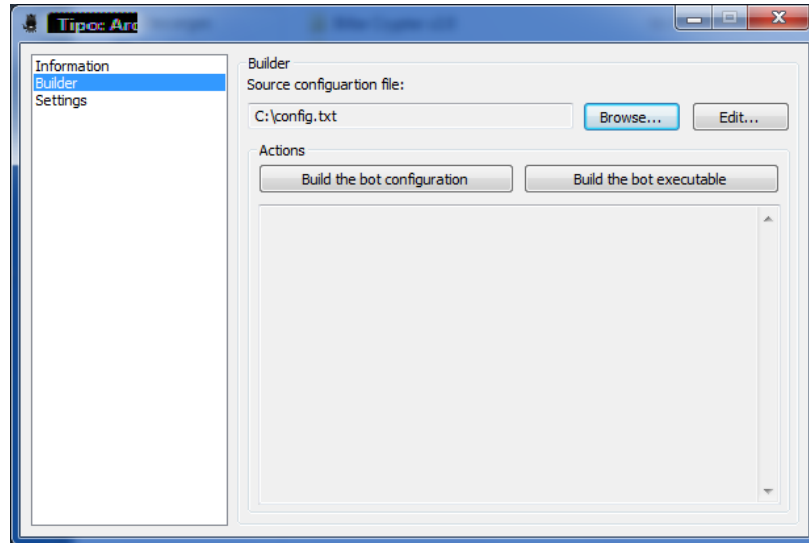 Tipo: Arc
Information
Builder
Settings
Builder
Source configuartion file:
C:\config.txt
Browse...
Edit...
Actions
Build the bot configuration
Build the bot executable